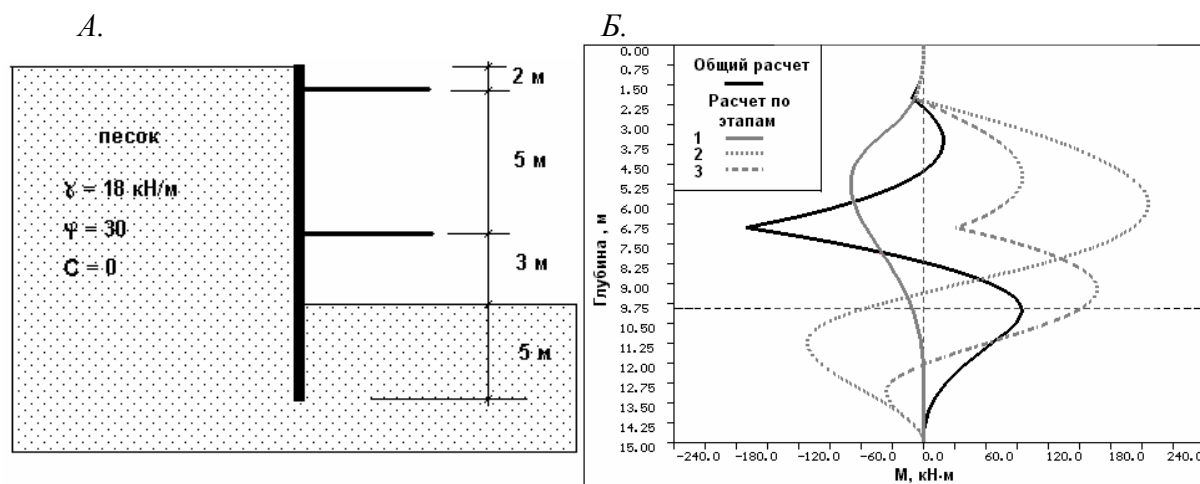 А.
Б.
2 м
песок
5 м
γ = 18 кН/м
φ = 30
С = 0
3 м
5 м
Общий расчет
Расчет по
этапам
1
2
3
Глубина , м
0.00
0.75
1.50
2.25
3.00
3.75
4.50
5.25
6.00
6.75
7.50
8.25
9.00
9.75
10.50
11.25
12.00
12.75
13.50
14.25
15.00
-240.0 -180.0 -120.0 -60.0 0.0 60.0 120.0 180.0 240.0
М, кН·м